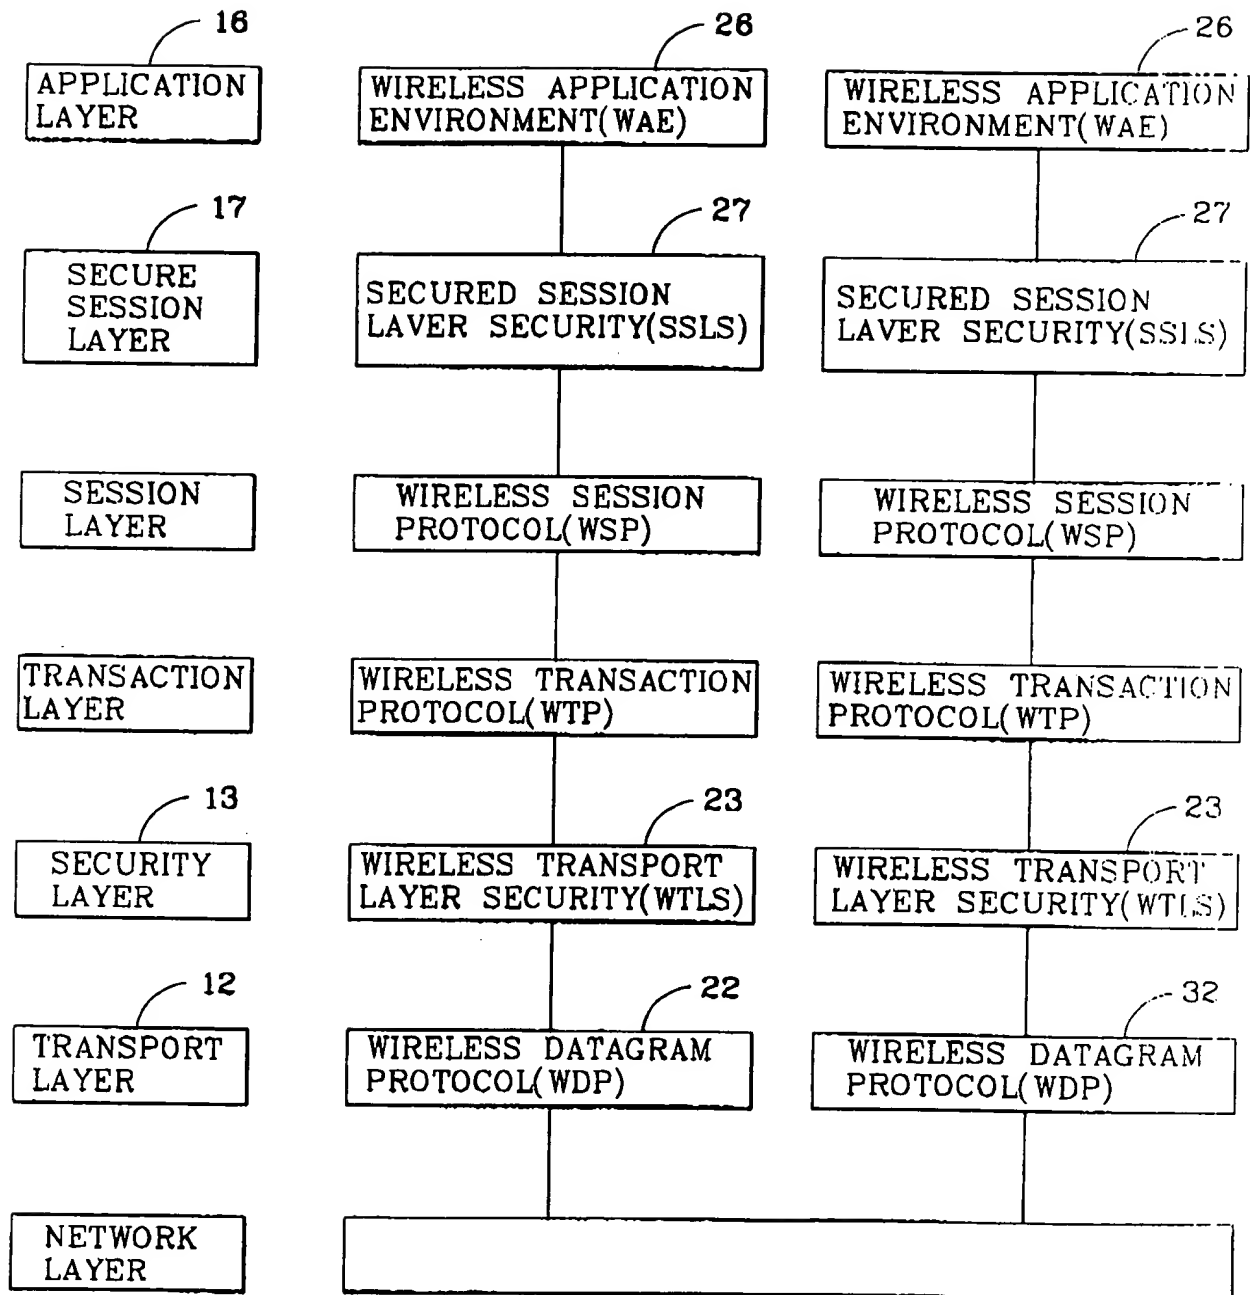 16
26
26
APPLICATION
LAYER
WIRELESS APPLICATION
ENVIRONMENT(WAE)
WIRELESS APPLICATION
ENVIRONMENT(WAE)
17
27
27
SECURE
SESSION
LAYER
SECURED SESSION
LAVER SECURITY(SSLS)
SECURED SESSION
LAVER SECURITY(SSLS)
SESSION
LAYER
WIRELESS SESSION
PROTOCOL(WSP)
WIRELESS SESSION
PROTOCOL(WSP)
TRANSACTION
LAYER
WIRELESS TRANSACTION
PROTOCOL(WTP)
WIRELESS TRANSACTION
PROTOCOL(WTP)
13
23
23
SECURITY
LAYER
WIRELESS TRANSPORT
LAYER SECURITY(WTLS)
WIRELESS TRANSPORT
LAYER SECURITY(WTLS)
12
22
32
TRANSPORT
LAYER
WIRELESS DATAGRAM
PROTOCOL(WDP)
WIRELESS DATAGRAM
PROTOCOL(WDP)
NETWORK
LAYER